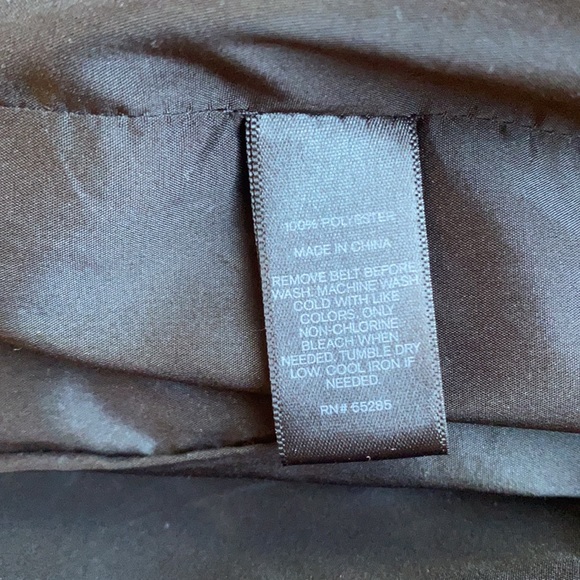 100% POLYESTER
MADE IN CHINA
REMOVE BELT BEFORE
WASH. MACHINE WASH
COLD WITH LIKE
COLORS. ONLY
NON-CHLORINE
BLEACH WHEN
NEEDED. TUMBLE DRY
LOW, COOL IRON IF
NEEDED.
RN# 65285